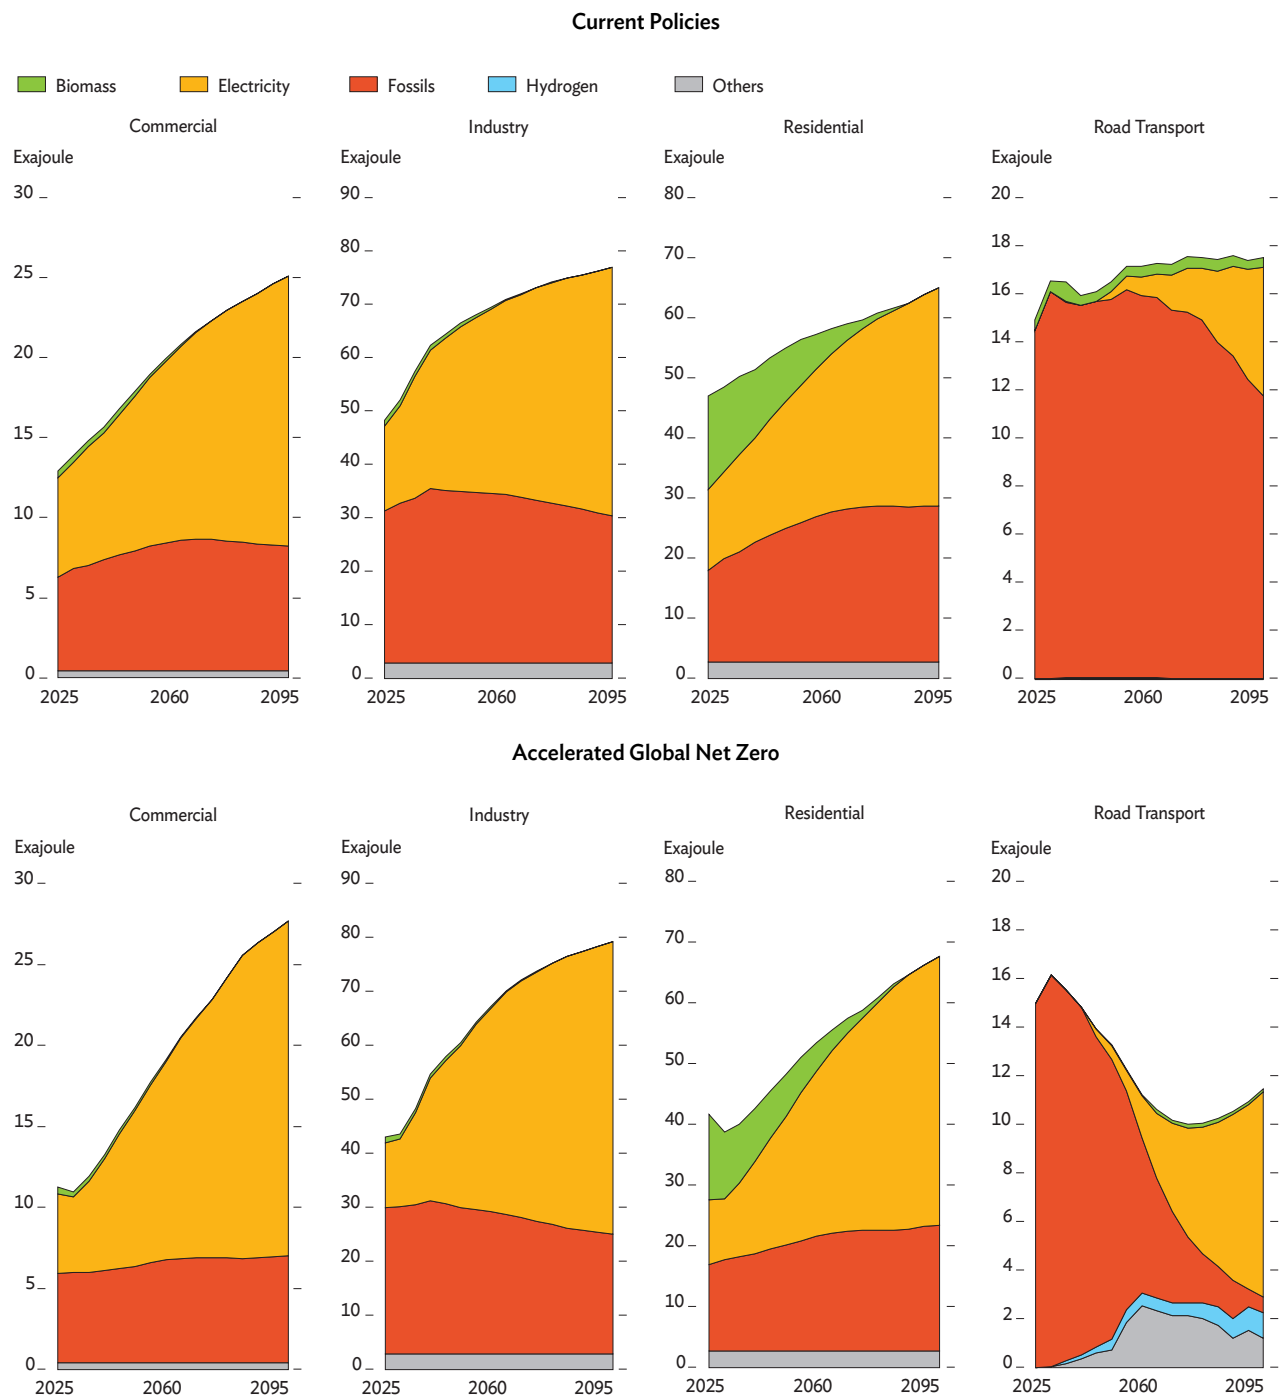 Current Policies
Biomass Electricity Fossils Hydrogen Others
Commercial Industry Residential Road Transport
Exajoule Exajoule Exajoule Exajoule
30 90 80 20
25 80 70 18
20 70 60 16
15 60 50 14
10 50 40 12
5 40 30 10
0 30 20 8
20 10 6
10 0 4
0 2
0
2025 2060 2095 2025 2060 2095 2025 2060 2095 2025 2060 2095
Accelerated Global Net Zero
Commercial Industry Residential Road Transport
Exajoule Exajoule Exajoule Exajoule
30 90 80 20
25 80 70 18
20 70 60 16
15 60 50 14
10 50 40 12
5 40 30 10
0 30 20 8
20 10 6
10 0 4
0 2
0
2025 2060 2095 2025 2060 2095 2025 2060 2095 2025 2060 2095